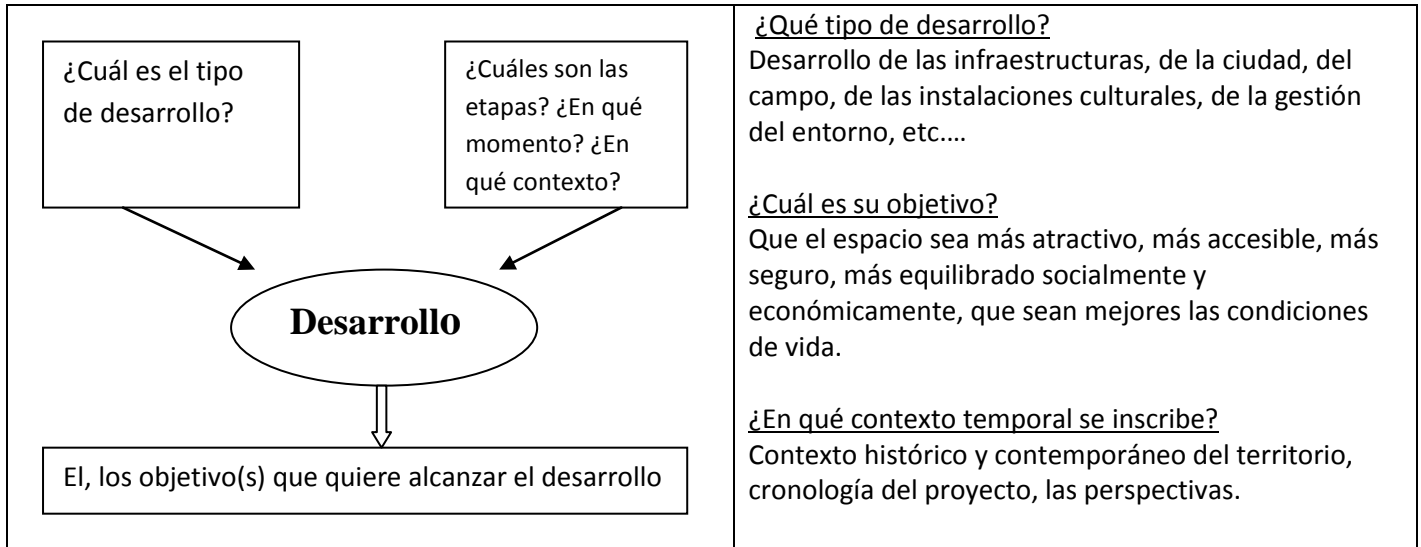 ¿Cuál es el tipo
de desarrollo?
¿Cuáles son las
etapas? ¿En qué
momento? ¿En
qué contexto?
Desarrollo
El, los objetivo(s) que quiere alcanzar el desarrollo
¿Qué tipo de desarrollo?
Desarrollo de las infraestructuras, de la ciudad, del
campo, de las instalaciones culturales, de la gestión
del entorno, etc.…
¿Cuál es su objetivo?
Que el espacio sea más atractivo, más accesible, más
seguro, más equilibrado socialmente y
económicamente, que sean mejores las condiciones
de vida.
¿En qué contexto temporal se inscribe?
Contexto histórico y contemporáneo del territorio,
cronología del proyecto, las perspectivas.